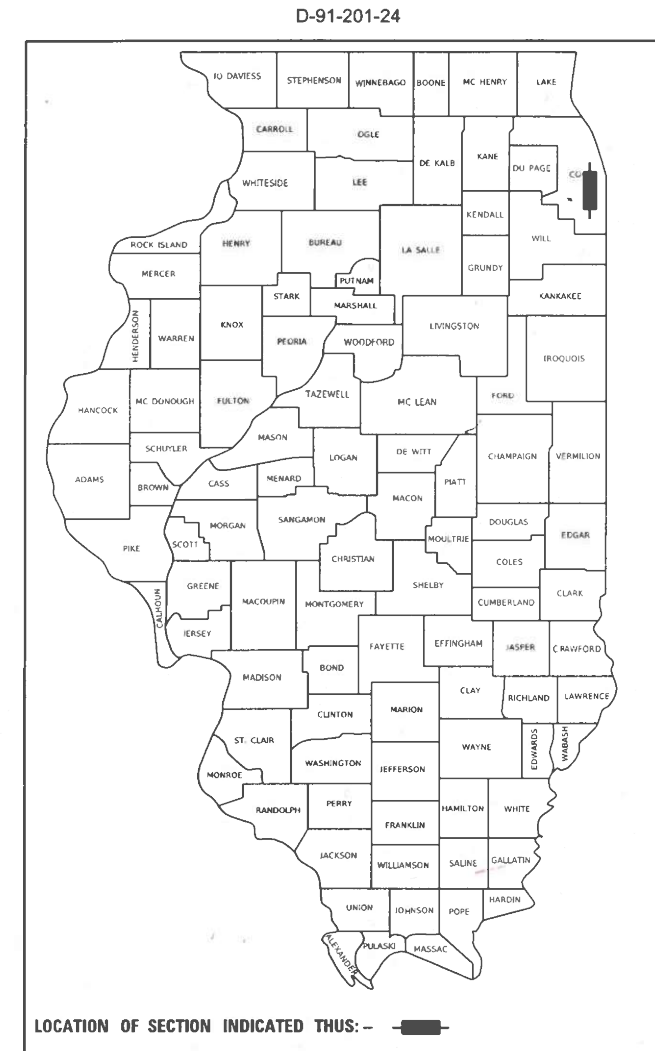 D-91-201-24
JO DAVIESS STEPHENSON WINNEBAGO BOONE MC HENRY LAKE
CARROLL OGLE
DE KALB KANE DU PAGE
WHITESIDE LEE
KENDALL
ROCK ISLAND HENRY BUREAU LA SALLE WILL
MERCER PUTNAM GRUNDY
STARK MARSHALL KANKAKEE
HENDERSON WARREN KNOX PEORIA WOODFORD LIVINGSTON
IROQUOIS
HANCOCK MC DONOUGH FULTON TAZEWELL MC LEAN FORD
MASON
SCHUYLER LOGAN DE WITT CHAMPAIGN VERMILION
ADAMS BROWN CASS MENARD PIATT
MACON
MORGAN SANGAMON DOUGLAS
PIKE SCOTT CHRISTIAN MOULTRIE EDGAR
COLES
CALHOUN GREENE MACOUPIN MONTGOMERY SHELBY CUMBERLAND CLARK
JERSEY FAYETTE EFFINGHAM JASPER CRAWFORD
MADISON BOND
CLAY RICHLAND LAWRENCE
CLINTON MARION
ST. CLAIR WAYNE EDWARDS WABASH
MONROE WASHINGTON JEFFERSON
RANDOLPH PERRY HAMILTON WHITE
FRANKLIN
JACKSON WILLIAMSON SALINE GALLATIN
UNION JOHNSON POPE HARDIN
ALEXANDER PULASKI MASSAC
LOCATION OF SECTION INDICATED THUS: –